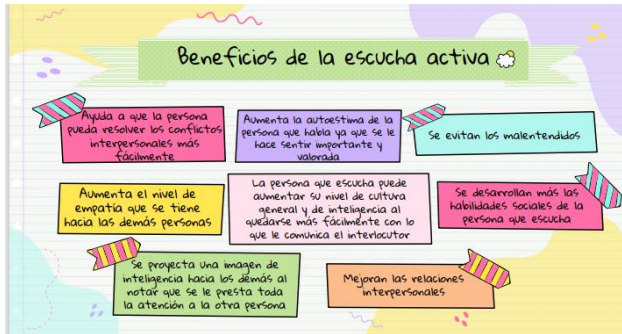 Beneficios de la escucha activa
Ayuda a que la persona
pueda resolver los conflictos
interpersonales más
fácilmente
Aumenta la autoestima de la
persona que habla ya que se le
hace sentir importante y
valorada
Se evitan los malentendidos
Aumenta el nivel de
empatía que se tiene
hacia las demás personas
La persona que escucha puede
aumentar su nivel de cultura
general y de inteligencia al
quedarse más fácilmente con lo
que le comunica el interlocutor
Se desarrollan más las
habilidades sociales de la
persona que escucha
Se proyecta una imagen de
inteligencia hacia los demás al
notar que se le presta toda
la atención a la otra persona
Mejoran las relaciones
interpersonales